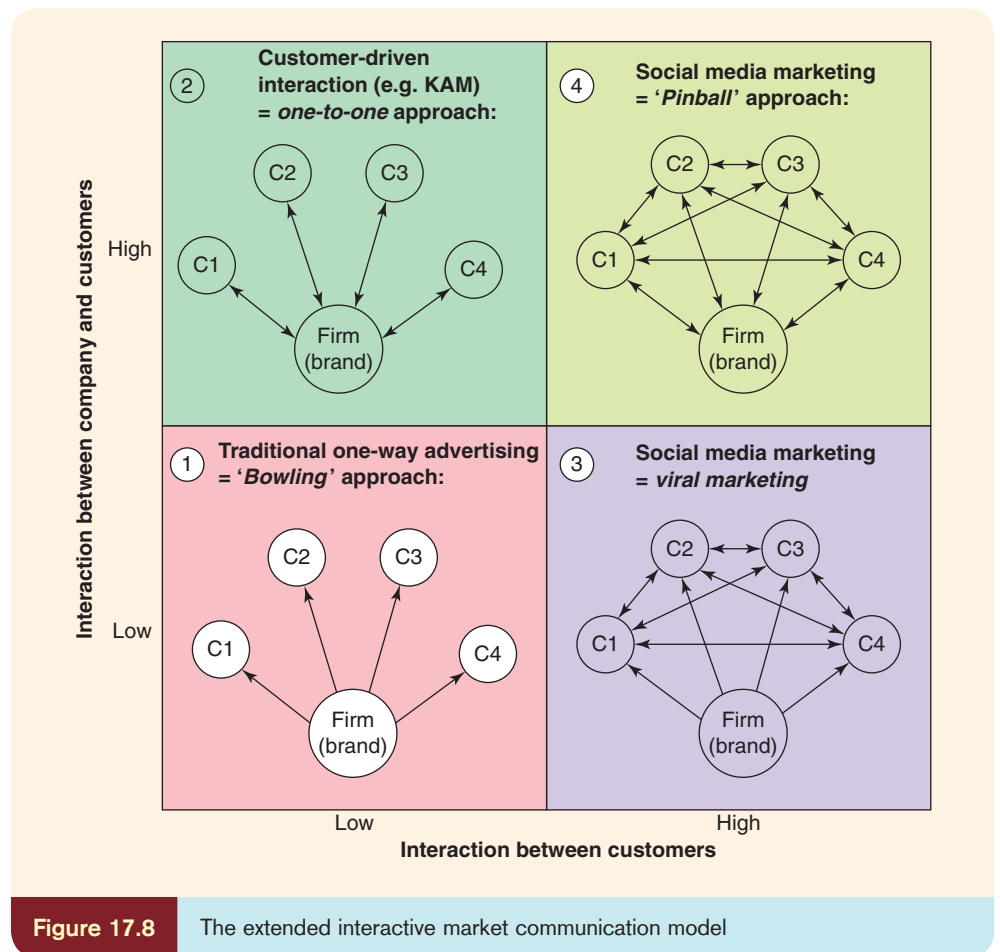 2
Customer-driven
interaction (e.g. KAM)
= one-to-one approach:
C2
C3
C1
C4
Firm
(brand)
4
Social media marketing
= ‘Pinball’ approach:
C2
C3
C1
C4
Firm
(brand)
1
Traditional one-way advertising
= ‘Bowling’ approach:
C2
C3
C1
C4
Firm
(brand)
3
Social media marketing
= viral marketing
C2
C3
C1
C4
Firm
(brand)
Interaction between company and customers
High
Low
Low
High
Interaction between customers
Figure 17.8
The extended interactive market communication model